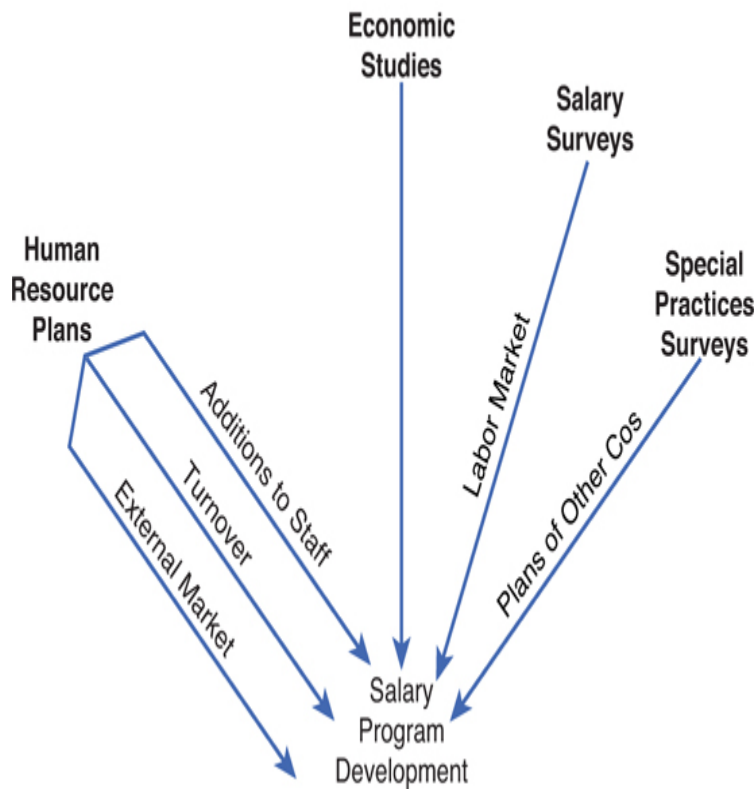 Economic
Studies
Salary
Surveys
Human
Resource
Plans
Special
Practices
Surveys
Additions to Staff
Turnover
External Market
Labor Market
Plans of Other Cos
Salary
Program
Development